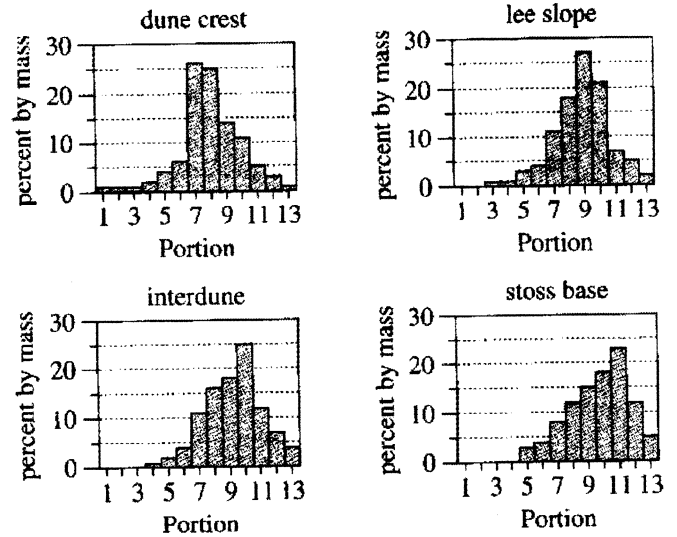 dune crest
percent by mass
30
20
10
0
1 3 5 7 9 11 13
Portion
lee slope
percent by mass
30
20
10
0
1 3 5 7 9 11 13
Portion
interdune
percent by mass
30
20
10
0
1 3 5 7 9 11 13
Portion
stoss base
percent by mass
30
20
10
0
1 3 5 7 9 11 13
Portion